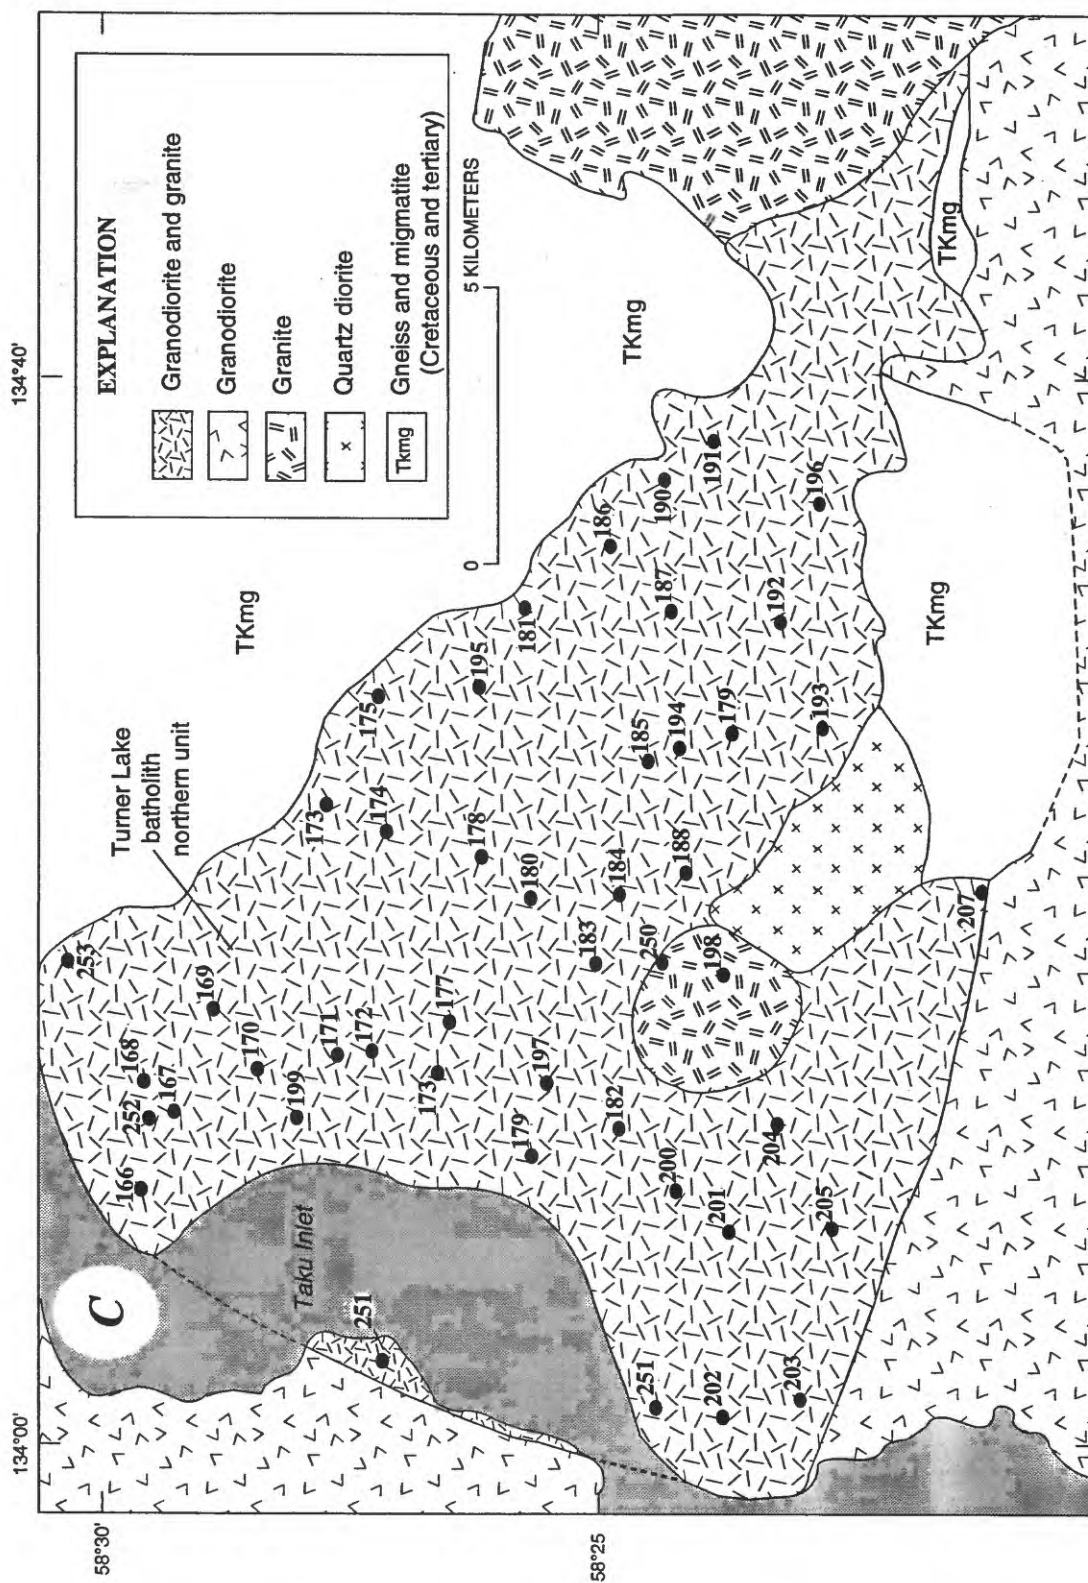 C
134°00'
134°40'
58°30'
58°25'
EXPLANATION
Granodiorite and granite
Granodiorite
Granite
Quartz diorite
Tkmg
Gneiss and migmatite
(Cretaceous and tertiary)
0
5 KILOMETERS
Turner Lake
batholith
northern unit
Taku Inlet
TKmg
TKmg
TKmg
TKmg
166
252
168
167
253
169
170
199
171
172
173
177
173
174
175
178
195
179
197
180
181
251
182
183
184
185
186
250
188
194
187
190
200
198
179
191
251
201
202
204
192
193
196
203
205
207